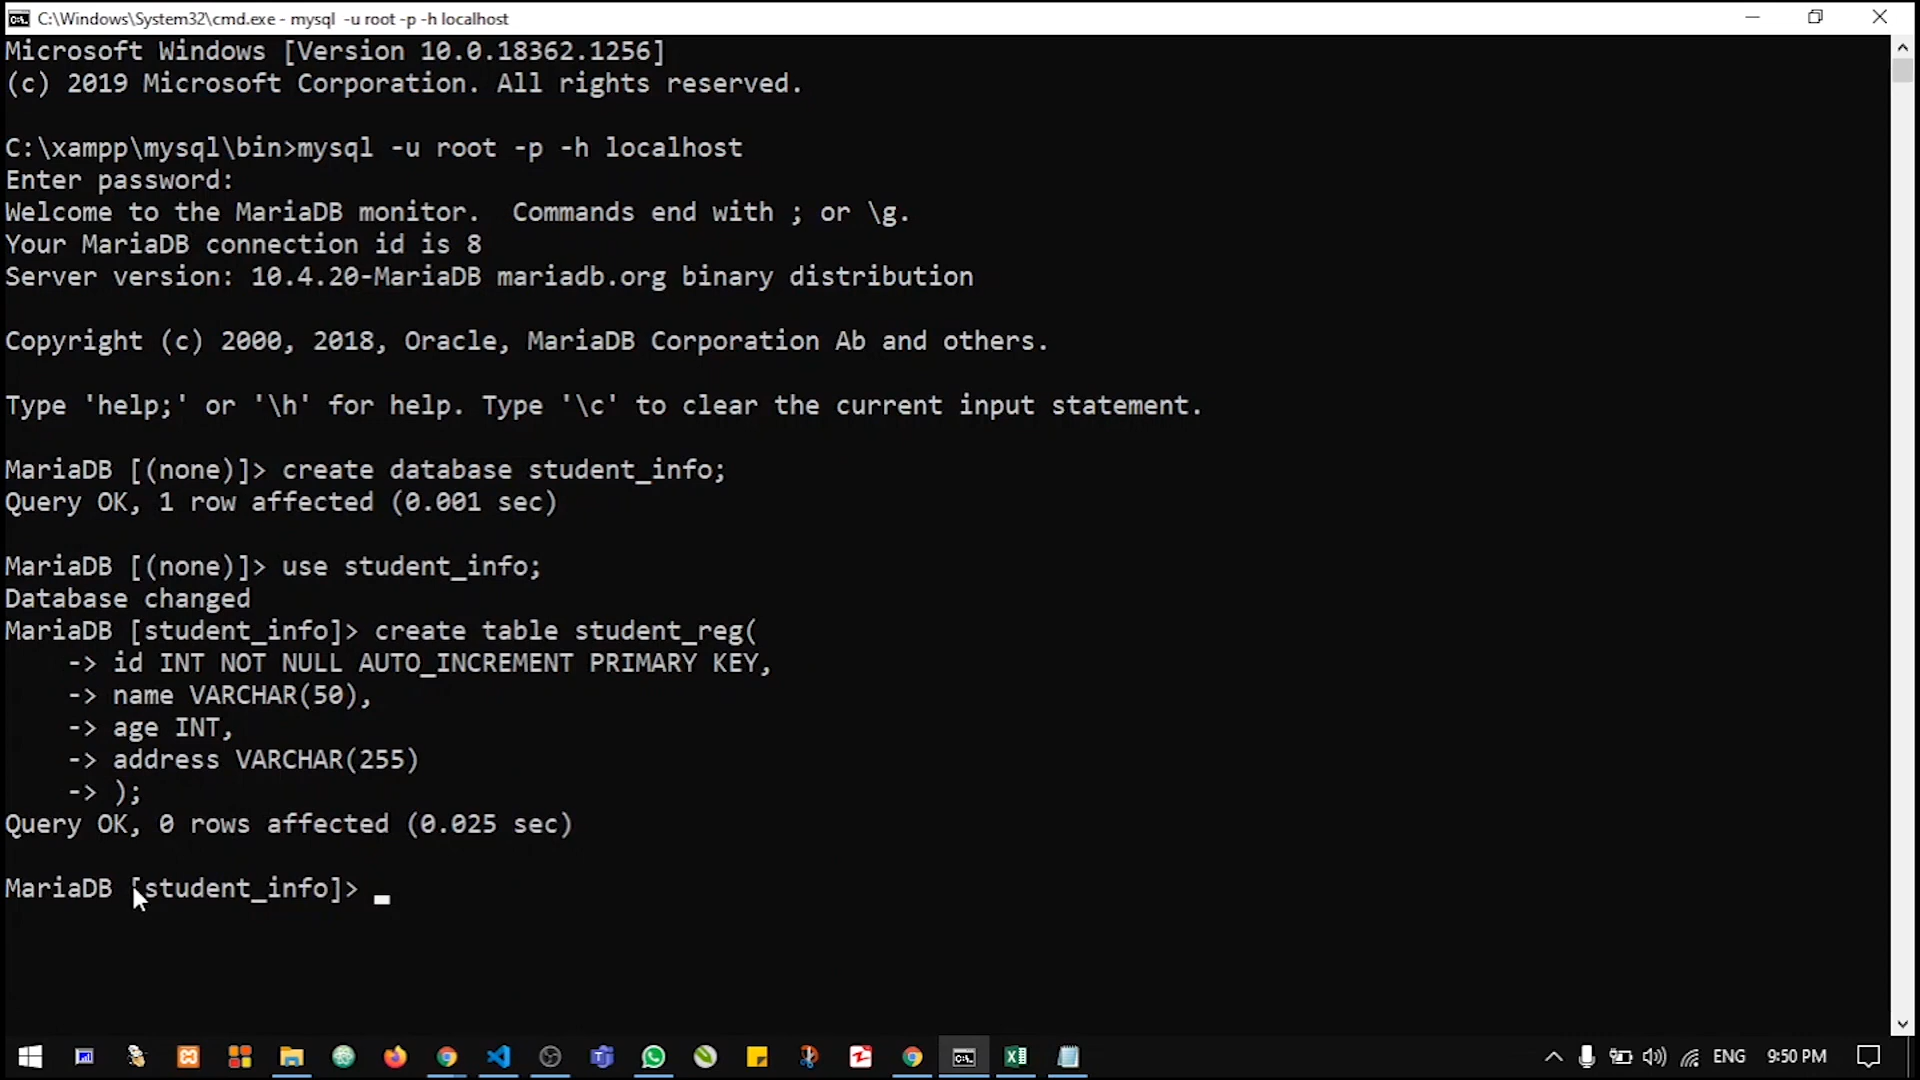 C:\Windows\System32\cmd.exe - mysql  -u root -p -h localhost
Microsoft Windows [Version 10.0.18362.1256]
(c) 2019 Microsoft Corporation. All rights reserved.
C:\xampp\mysql\bin>mysql -u root -p -h localhost
Enter password:
Welcome to the MariaDB monitor.  Commands end with ; or \g.
Your MariaDB connection id is 8
Server version: 10.4.20-MariaDB mariadb.org binary distribution
Copyright (c) 2000, 2018, Oracle, MariaDB Corporation Ab and others.
Type 'help;' or '\h' for help. Type '\c' to clear the current input statement.
MariaDB [(none)]> create database student_info;
Query OK, 1 row affected (0.001 sec)
MariaDB [(none)]> use student_info;
Database changed
MariaDB [student_info]> create table student_reg(
    -> id INT NOT NULL AUTO_INCREMENT PRIMARY KEY,
    -> name VARCHAR(50),
    -> age INT,
    -> address VARCHAR(255)
    -> );
Query OK, 0 rows affected (0.025 sec)
MariaDB [student_info]>
ENG 9:50 PM